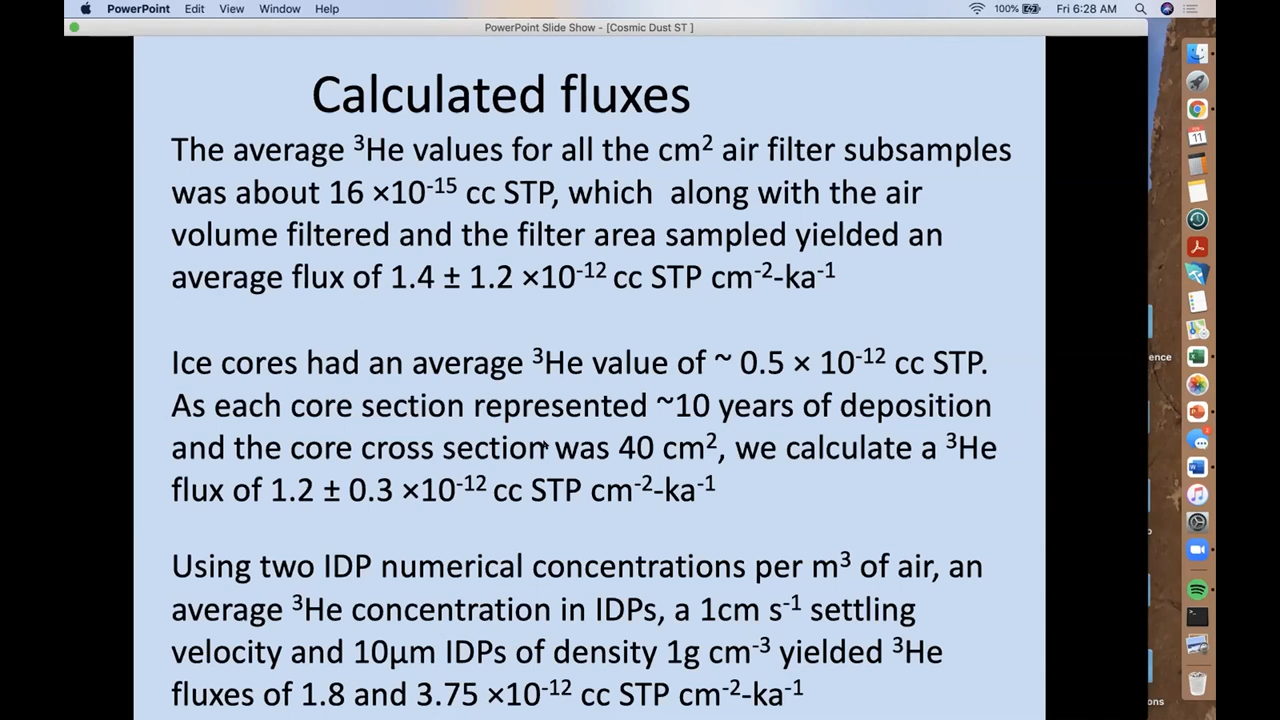 PowerPoint Edit View Window Help 100% Fri 6:28 AM
PowerPoint Slide Show - [Cosmic Dust ST ]
Calculated fluxes
The average ³He values for all the cm² air filter subsamples
was about 16 ×10⁻¹⁵ cc STP, which along with the air
volume filtered and the filter area sampled yielded an
average flux of 1.4 ± 1.2 ×10⁻¹² cc STP cm⁻²-ka⁻¹
Ice cores had an average ³He value of ~ 0.5 × 10⁻¹² cc STP.
As each core section represented ~10 years of deposition
and the core cross section was 40 cm², we calculate a ³He
flux of 1.2 ± 0.3 ×10⁻¹² cc STP cm⁻²-ka⁻¹
Using two IDP numerical concentrations per m³ of air, an
average ³He concentration in IDPs, a 1cm s⁻¹ settling
velocity and 10µm IDPs of density 1g cm⁻³ yielded ³He
fluxes of 1.8 and 3.75 ×10⁻¹² cc STP cm⁻²-ka⁻¹
11
ence
ons